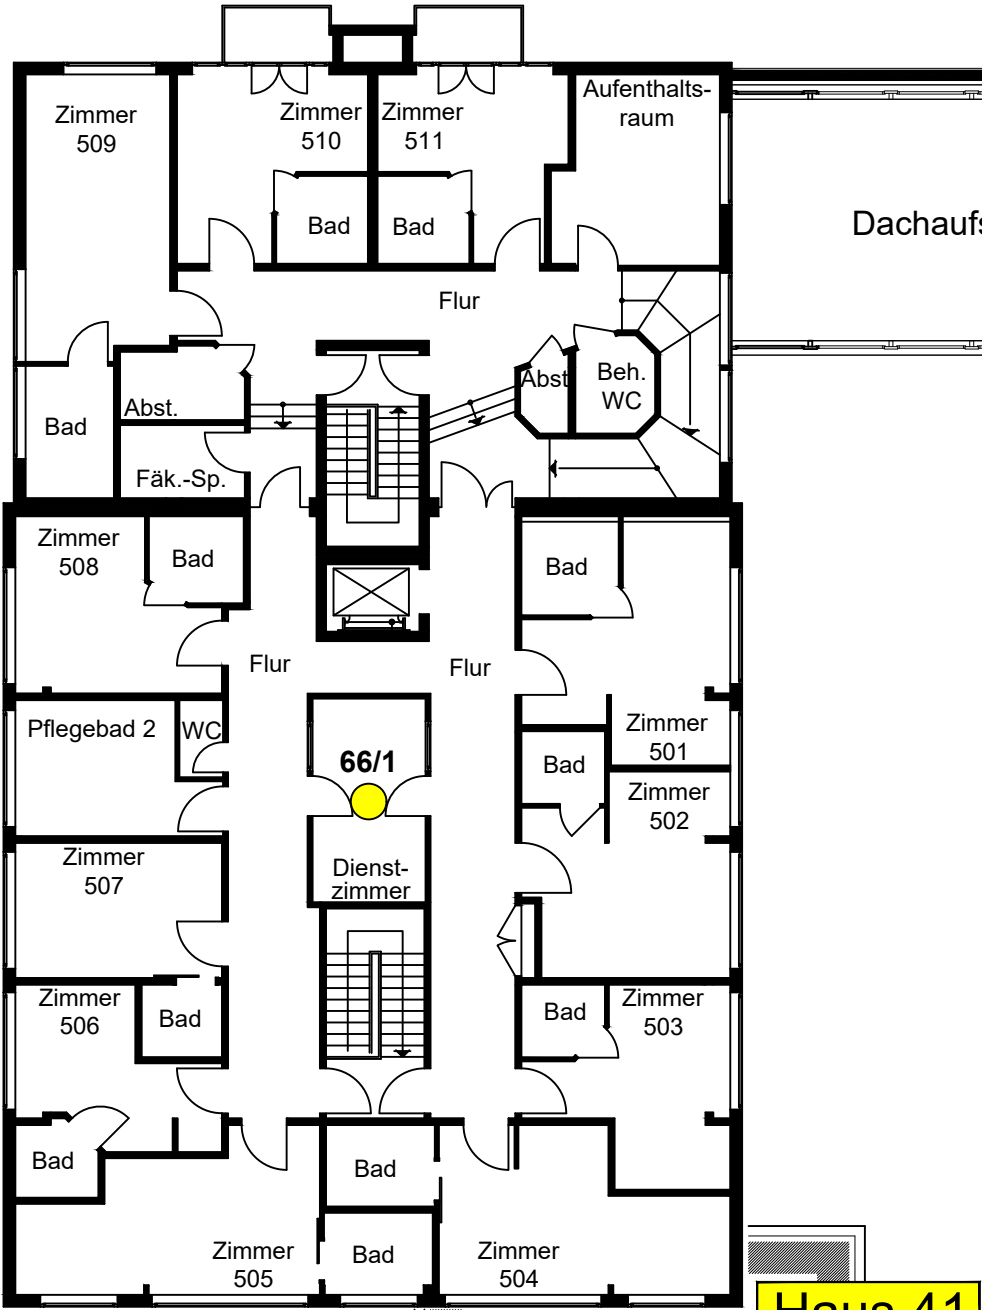 Zimmer
509
Zimmer
510
Zimmer
511
Aufenthalts-
raum
Bad
Bad
Flur
Abst
Beh.
WC
Abst.
Bad
Fäk.-Sp.
Zimmer
508
Bad
Bad
Flur
Flur
Pflegebad 2
WC
66/1
Zimmer
501
Bad
Zimmer
502
Zimmer
507
Dienst-
zimmer
Zimmer
506
Bad
Bad
Zimmer
503
Bad
Bad
Zimmer
505
Bad
Zimmer
504
Haus 41